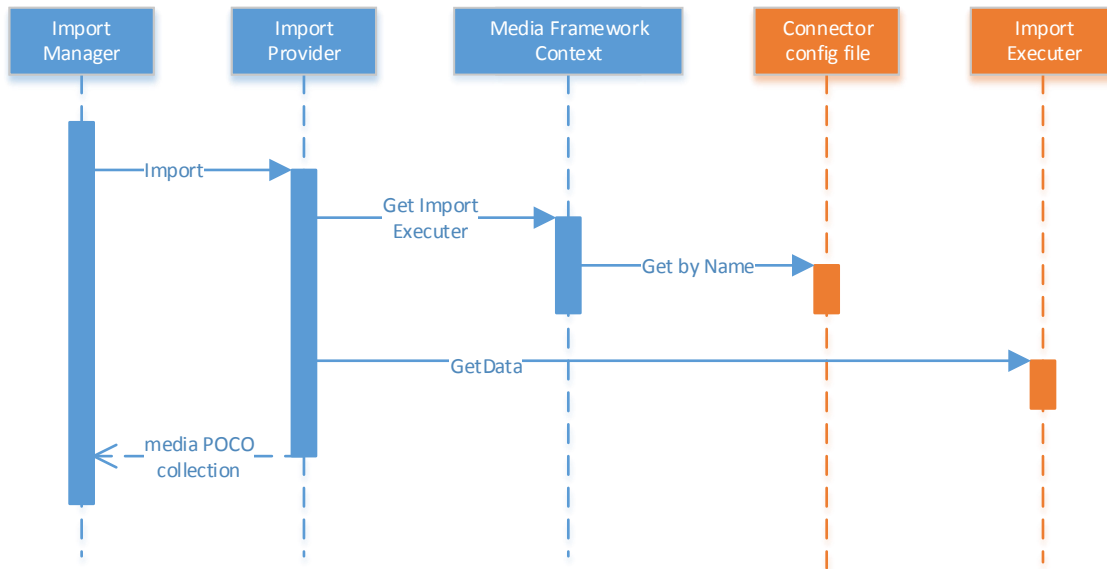 Import
Manager
Import
Provider
Media Framework
Context
Connector
config file
Import
Executer
Import
Get Import
Executer
Get by Name
GetData
media POCO
collection